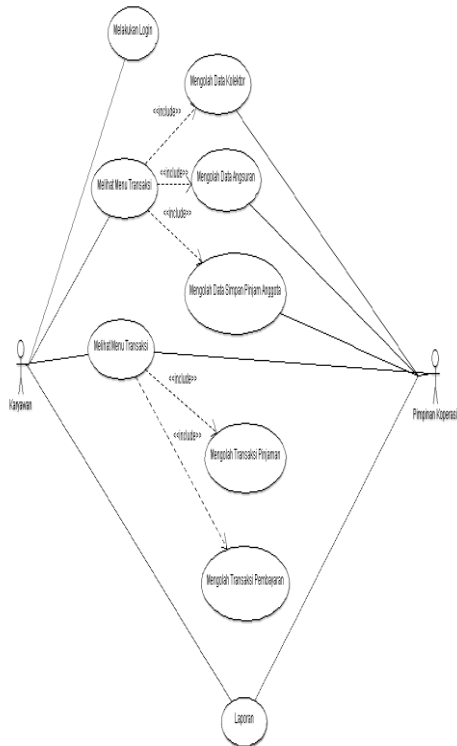 Melakukan Login
Mengolah Data Kolektor
<<include>>
Melihat Menu Transaksi
<<include>>
Mengolah Data Angsuran
<<include>>
Mengolah Data Simpan Pinjam Anggota
Melihat Menu Transaksi
Karyawan
Pimpinan Koperasi
<<include>>
<<include>>
Mengolah Transaksi Pinjaman
Mengolah Transaksi Pembayaran
Laporan